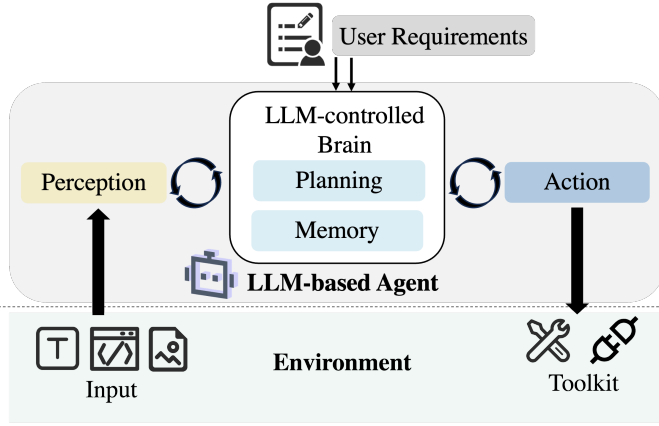 User Requirements
LLM-controlled
Brain
Planning
Memory
Perception
Action
LLM-based Agent
T
Environment
Input
Toolkit